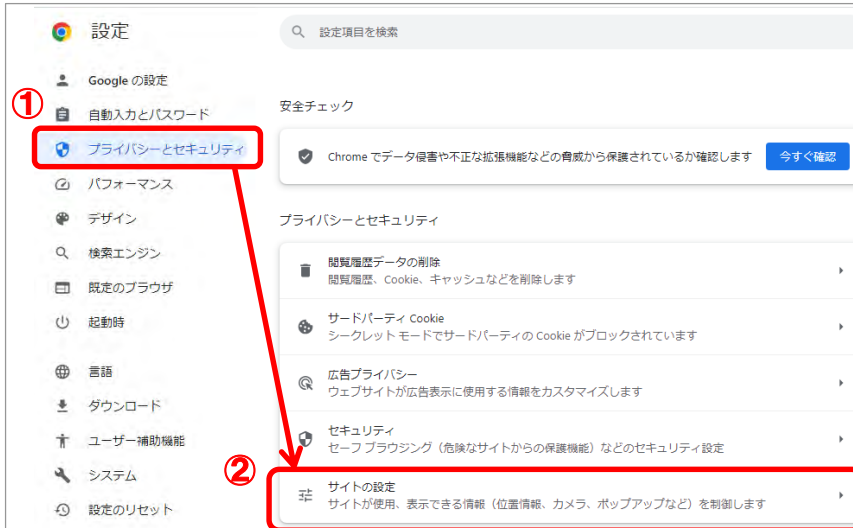 設定
設定項目を検索
Google の設定
①
自動入力とパスワード
プライバシーとセキュリティ
パフォーマンス
デザイン
検索エンジン
既定のブラウザ
起動時
言語
ダウンロード
ユーザー補助機能
システム
設定のリセット
安全チェック
Chrome でデータ侵害や不正な拡張機能などの脅威から保護されているか確認します
今すぐ確認
プライバシーとセキュリティ
閲覧履歴データの削除
閲覧履歴、Cookie、キャッシュなどを削除します
サードパーティ Cookie
シークレット モードでサードパーティの Cookie がブロックされています
広告プライバシー
ウェブサイトが広告表示に使用する情報をカスタマイズします
セキュリティ
セーフ ブラウジング（危険なサイトからの保護機能）などのセキュリティ設定
②
サイトの設定
サイトが使用、表示できる情報（位置情報、カメラ、ポップアップなど）を制御します